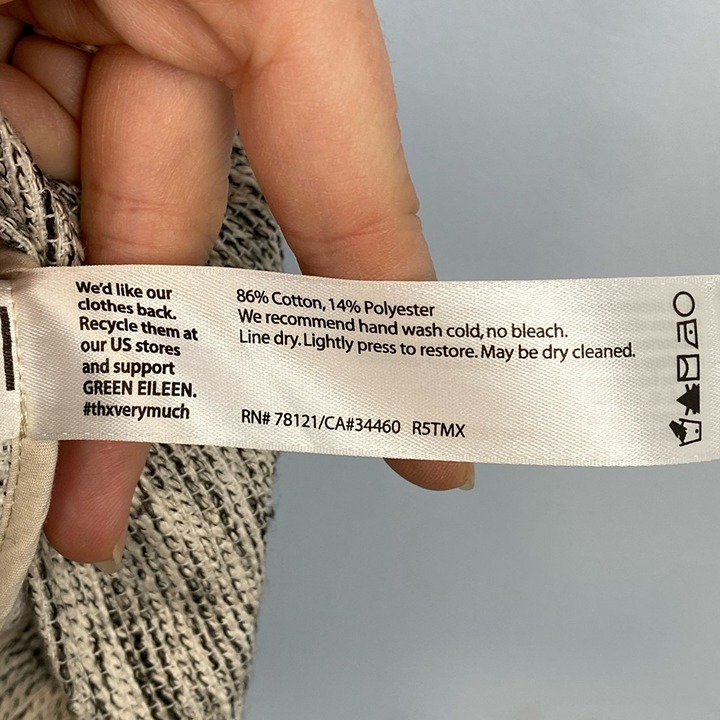 We'd like our
clothes back.
Recycle them at
our US stores
and support
GREEN EILEEN.
#thxverymuch
86% Cotton, 14% Polyester
We recommend hand wash cold, no bleach.
Line dry. Lightly press to restore. May be dry cleaned.
RN# 78121/CA#34460 R5TMX